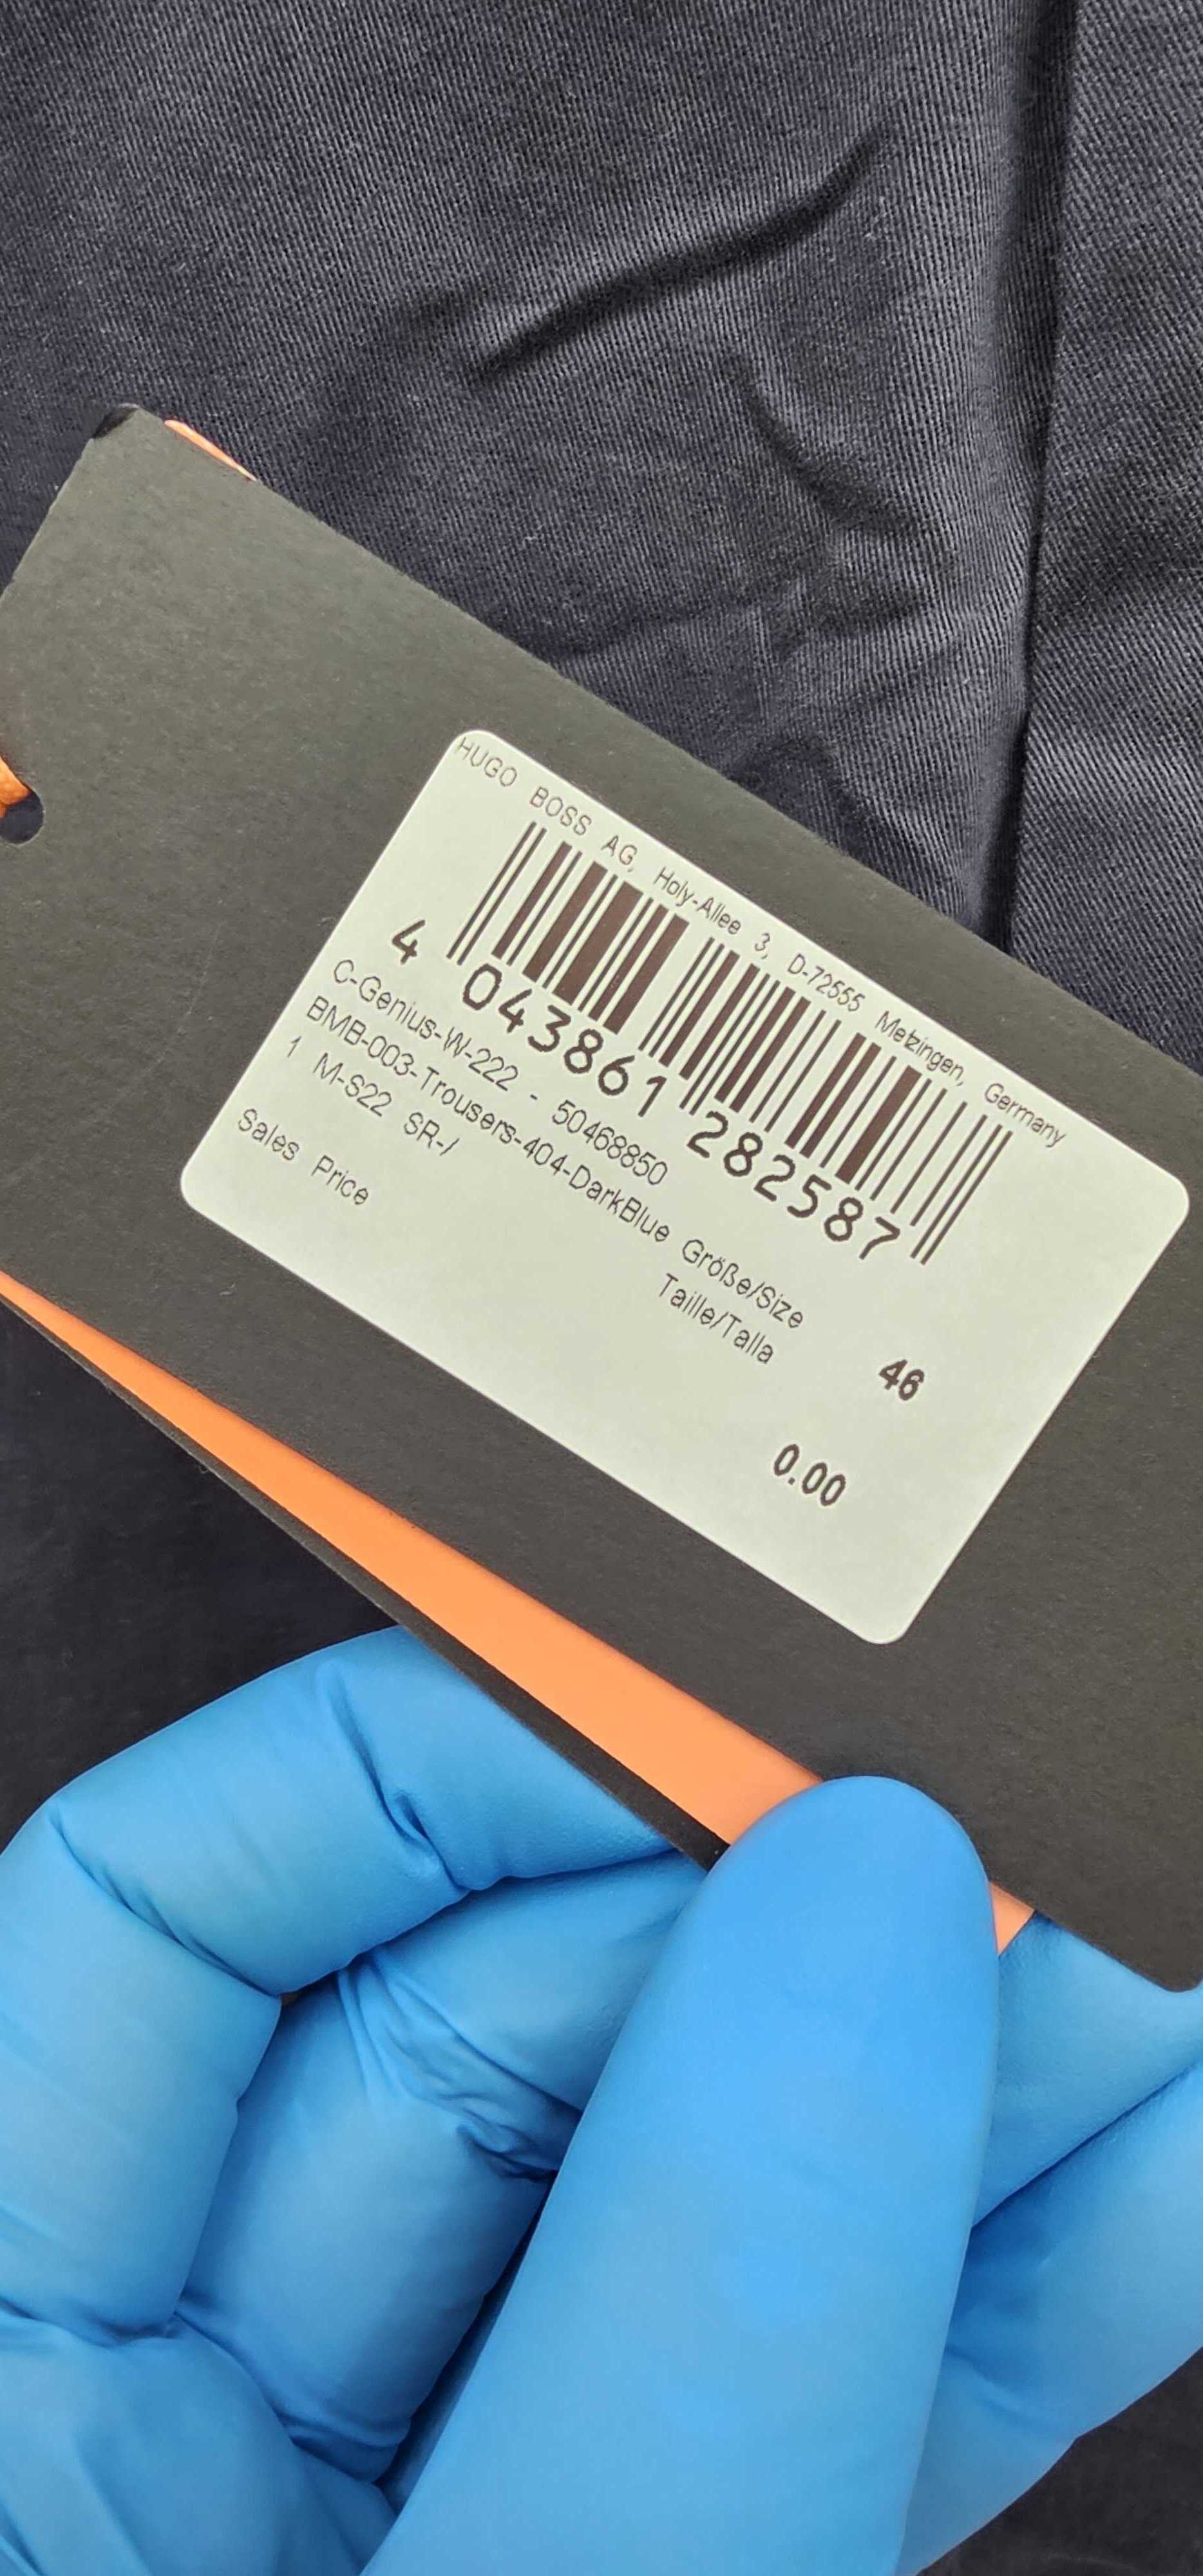 HUGO BOSS AG, Holy-Allee 3, D-72555 Metzingen, Germany
4 043861 282587
C-Genius-W-222 - 50468850
BMB-003-Trousers-404-DarkBlue Größe/Size
1 M-S22 SR-/ Taille/Talla 46
Sales Price 0.00